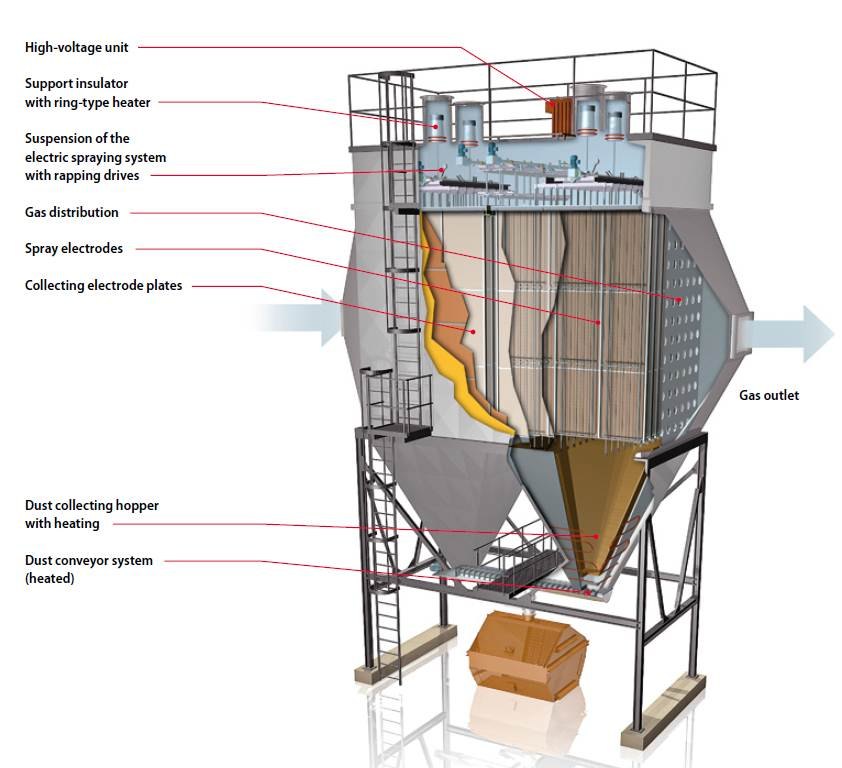 High-voltage unit
Support insulator
with ring-type heater
Suspension of the
electric spraying system
with rapping drives
Gas distribution
Spray electrodes
Collecting electrode plates
Gas outlet
Dust collecting hopper
with heating
Dust conveyor system
(heated)